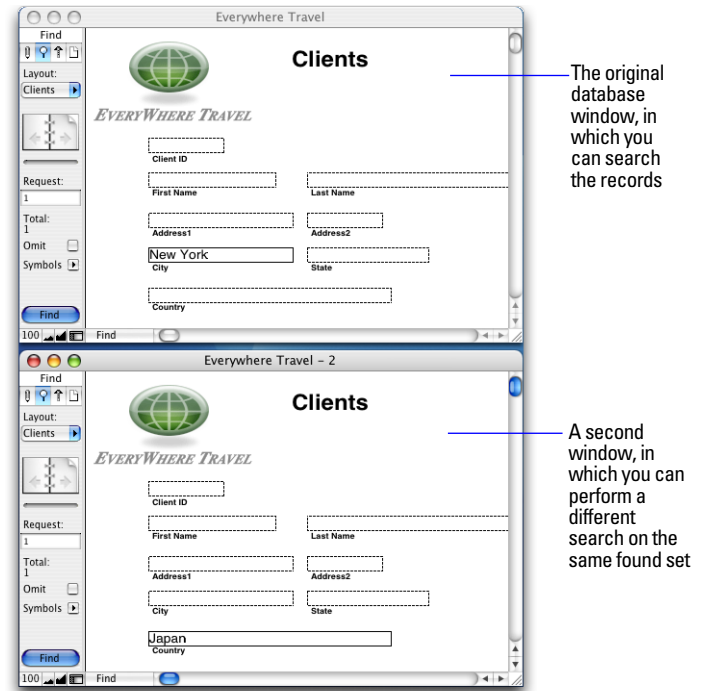 Everywhere Travel
Find
Layout:
Clients
Request:
1
Total:
1
Omit
Symbols
Find
Clients
EVERYWHERE TRAVEL
Client ID
First Name Last Name
Address1 Address2
New York
City State
Country
100 Find
The original
database
window, in
which you
can search
the records
Everywhere Travel – 2
Find
Layout:
Clients
Request:
1
Total:
1
Omit
Symbols
Find
Clients
EVERYWHERE TRAVEL
Client ID
First Name Last Name
Address1 Address2
City State
Japan
Country
100 Find
A second
window, in
which you can
perform a
different
search on the
same found set